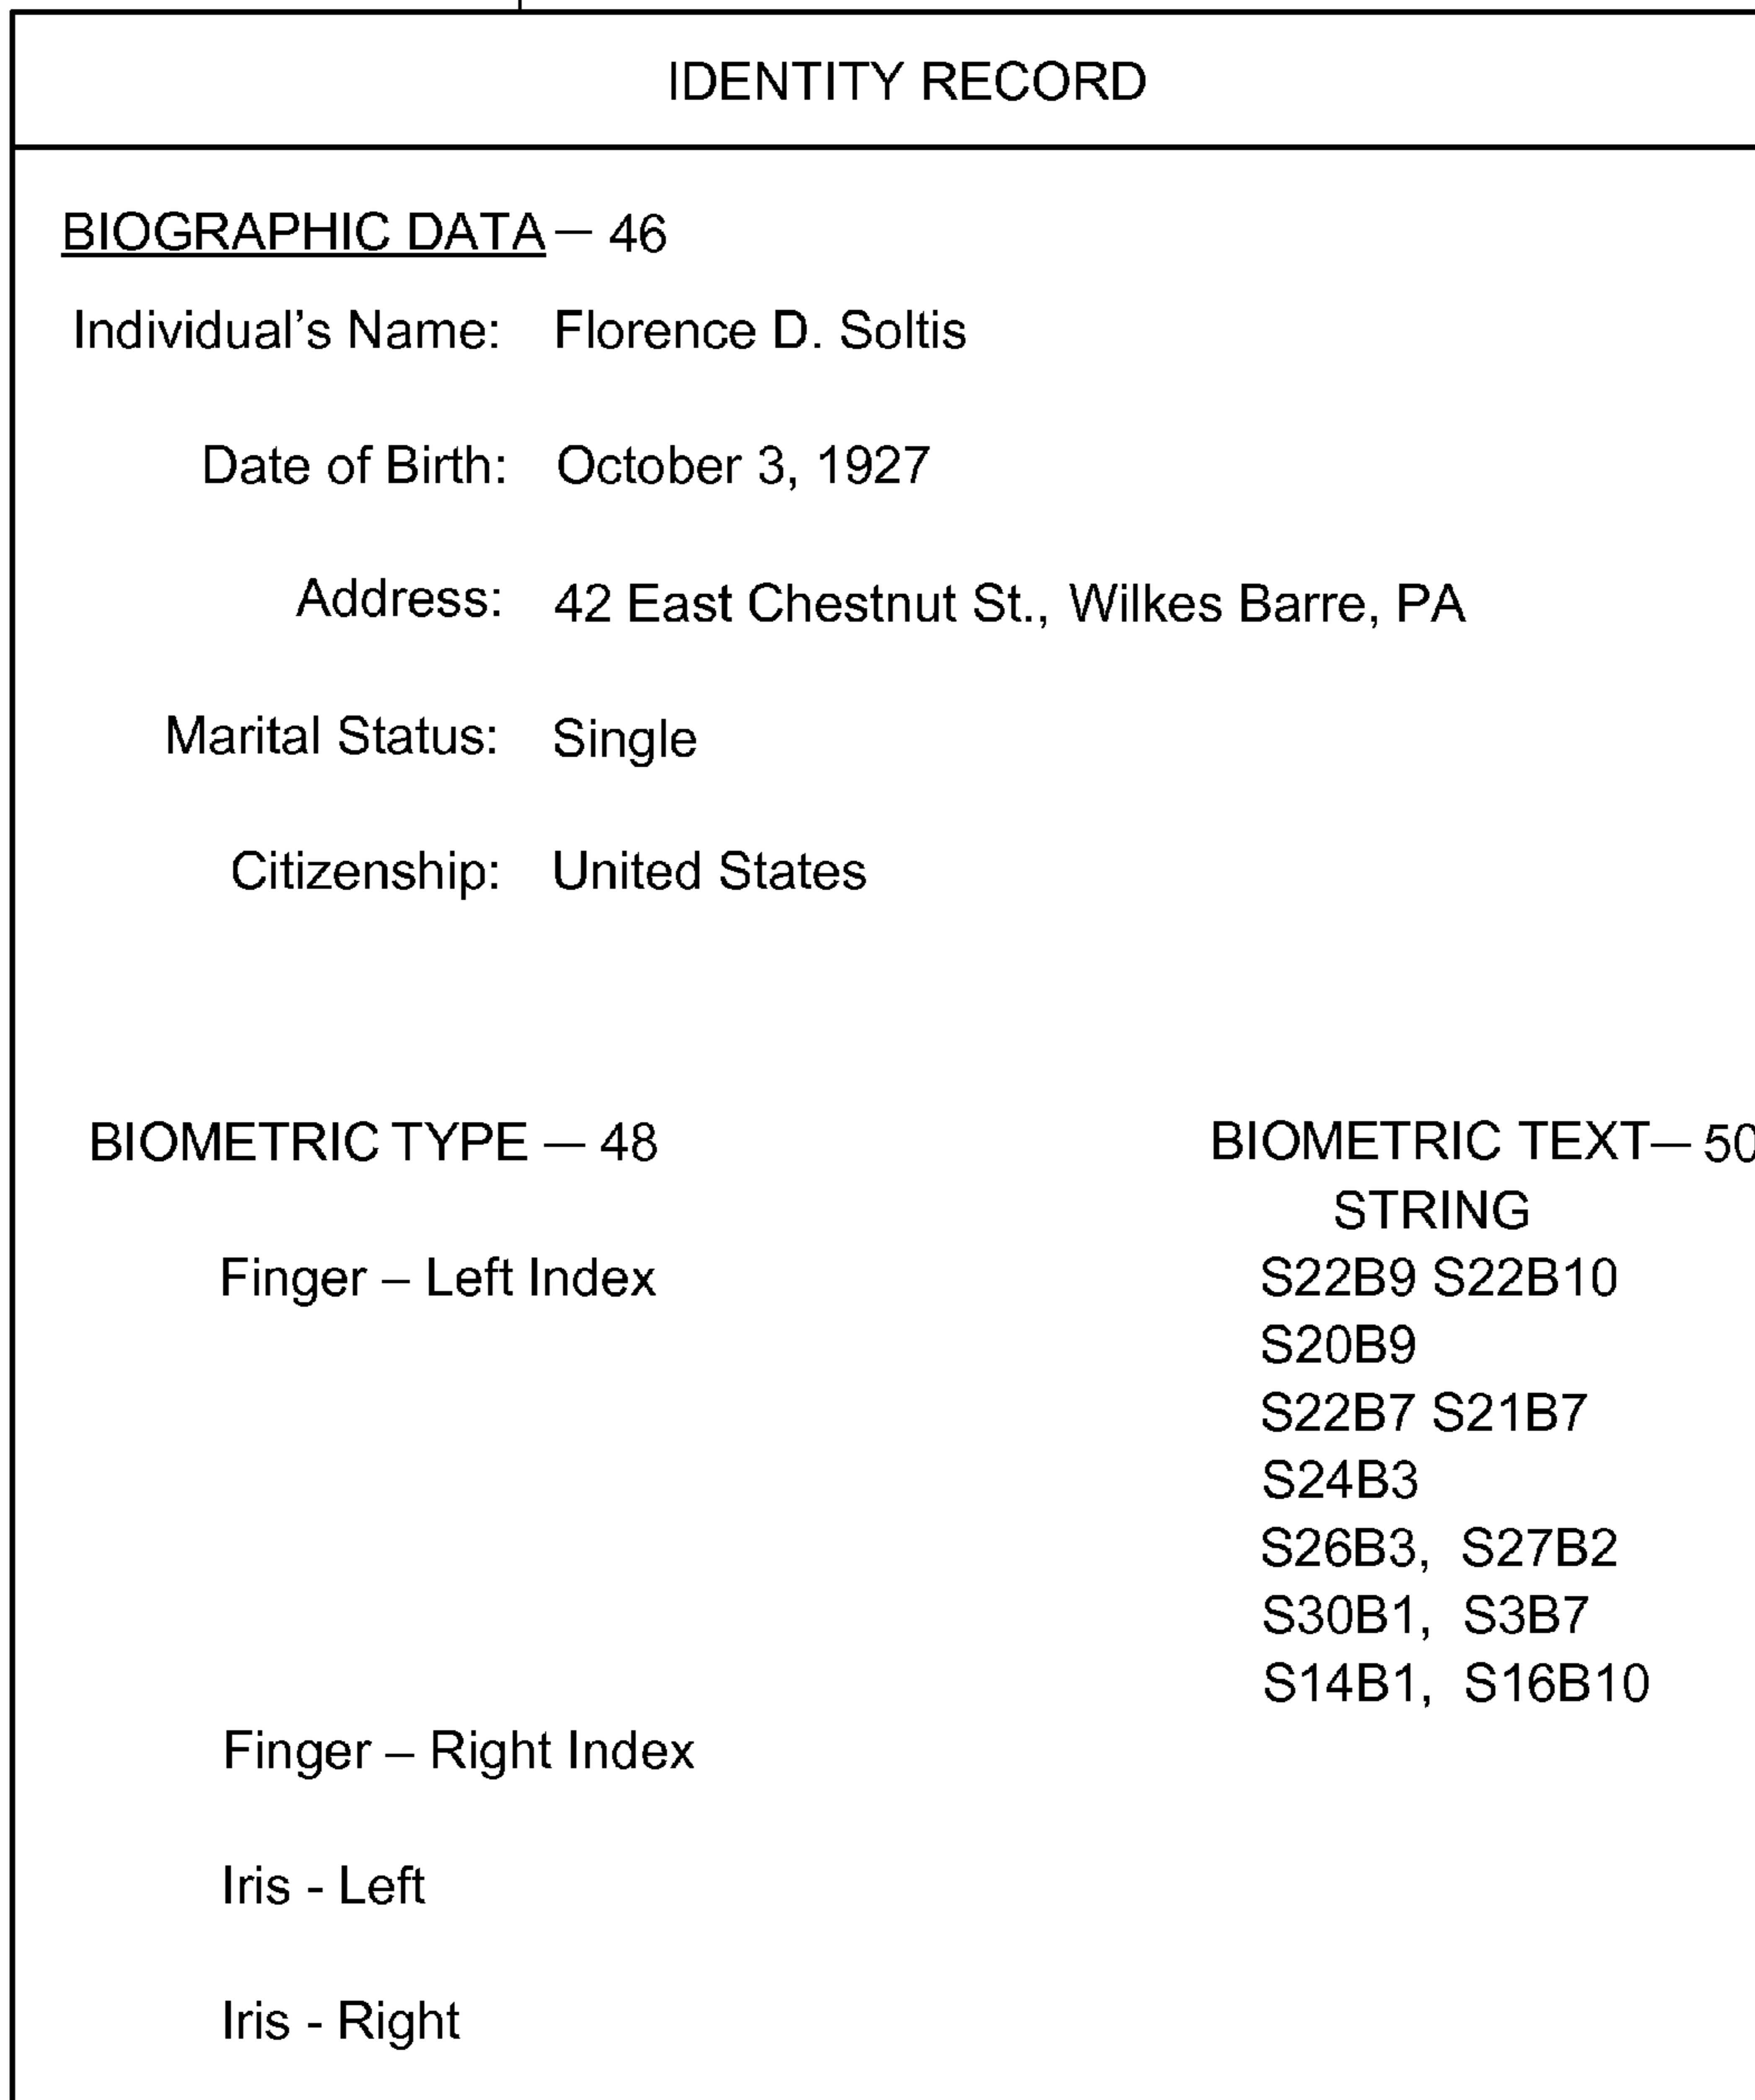 IDENTITY RECORD
BIOGRAPHIC DATA — 46
Individual's Name: Florence D. Soltis
Date of Birth: October 3, 1927
Address: 42 East Chestnut St., Wilkes Barre, PA
Marital Status: Single
Citizenship: United States
BIOMETRIC TYPE — 48 BIOMETRIC TEXT— 50
STRING
Finger – Left Index S22B9 S22B10
S20B9
S22B7 S21B7
S24B3
S26B3, S27B2
S30B1, S3B7
S14B1, S16B10
Finger – Right Index
Iris - Left
Iris - Right